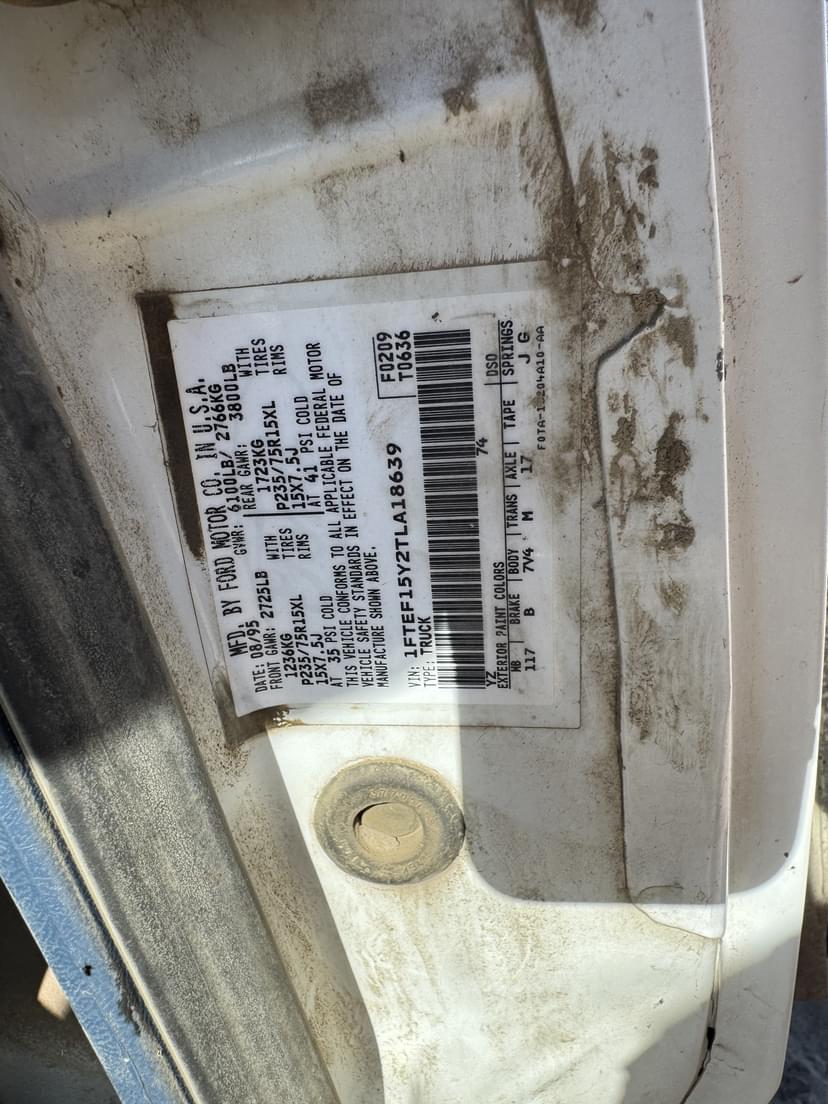 MFD. BY FORD MOTOR CO. IN U.S.A.
DATE: 08/95 GVWR: 6100LB/ 2766KG
FRONT GAWR: 2725LB REAR GAWR: 3800LB
1236KG WITH 1723KG WITH
P235/75R15XL TIRES P235/75R15XL TIRES
15X7.5J RIMS 15X7.5J RIMS
AT 35 PSI COLD AT 41 PSI COLD
THIS VEHICLE CONFORMS TO ALL APPLICABLE FEDERAL MOTOR
VEHICLE SAFETY STANDARDS IN EFFECT ON THE DATE OF
MANUFACTURE SHOWN ABOVE.
F0209
T0636
VIN: 1FTEF15Y2TLA18639
TYPE: TRUCK
74
YZ
EXTERIOR PAINT COLORS DSO
WB BRAKE BODY TRANS AXLE TAPE SPRINGS
117 B 7V4 M 17 J G